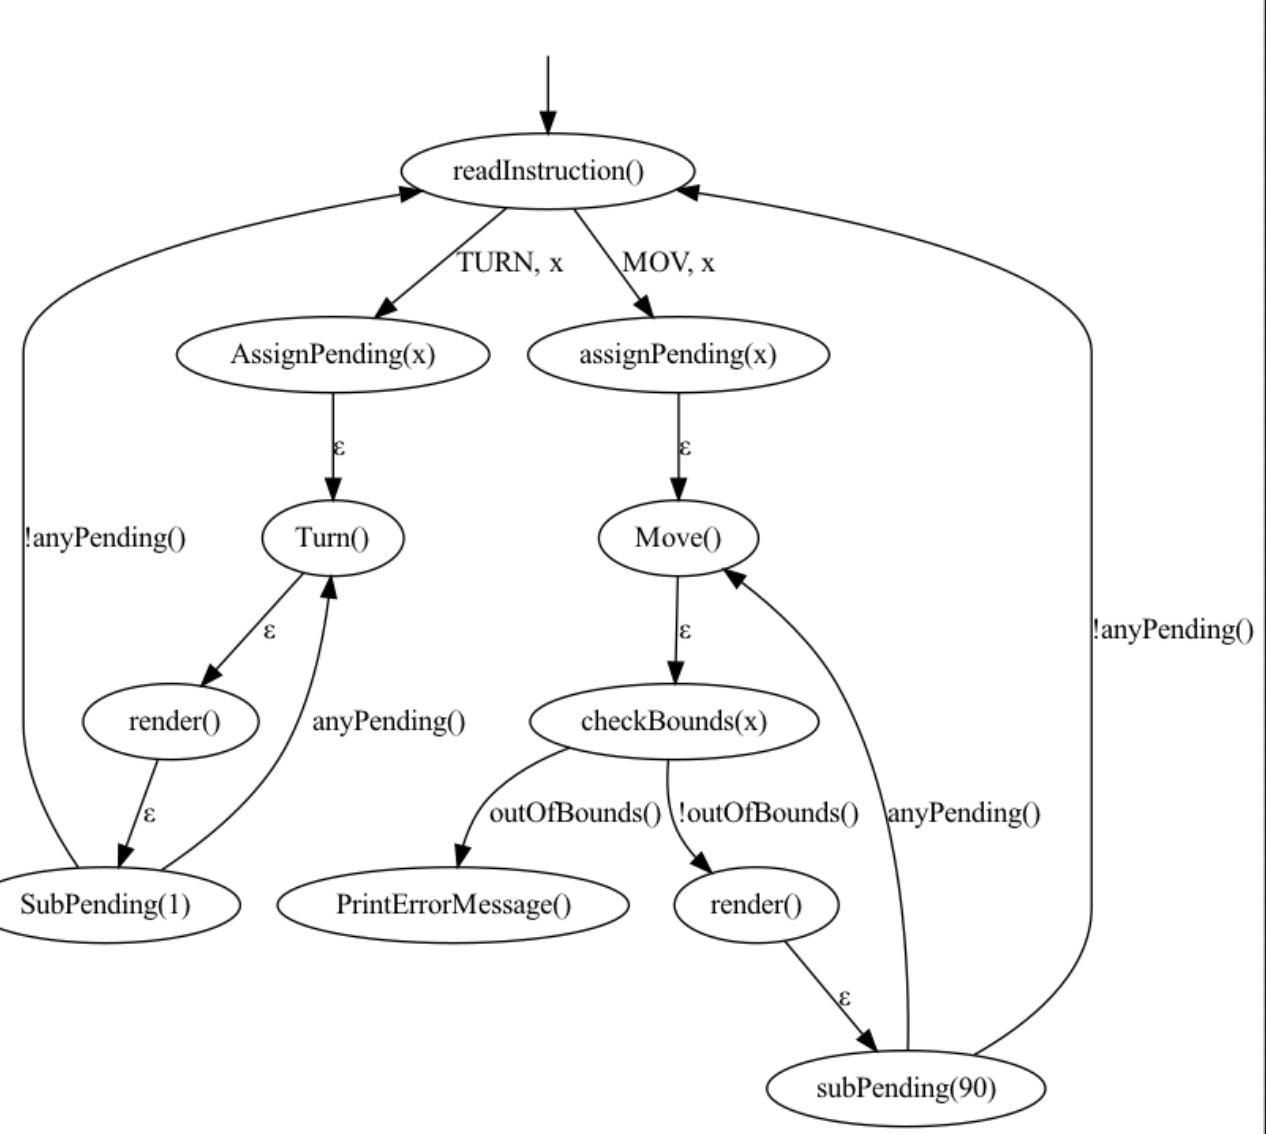 readInstruction()
TURN, x
MOV, x
AssignPending(x)
assignPending(x)
ε
ε
Turn()
Move()
!anyPending()
ε
ε
!anyPending()
render()
anyPending()
checkBounds(x)
ε
outOfBounds()
!outOfBounds()
anyPending()
SubPending(1)
PrintErrorMessage()
render()
ε
subPending(90)